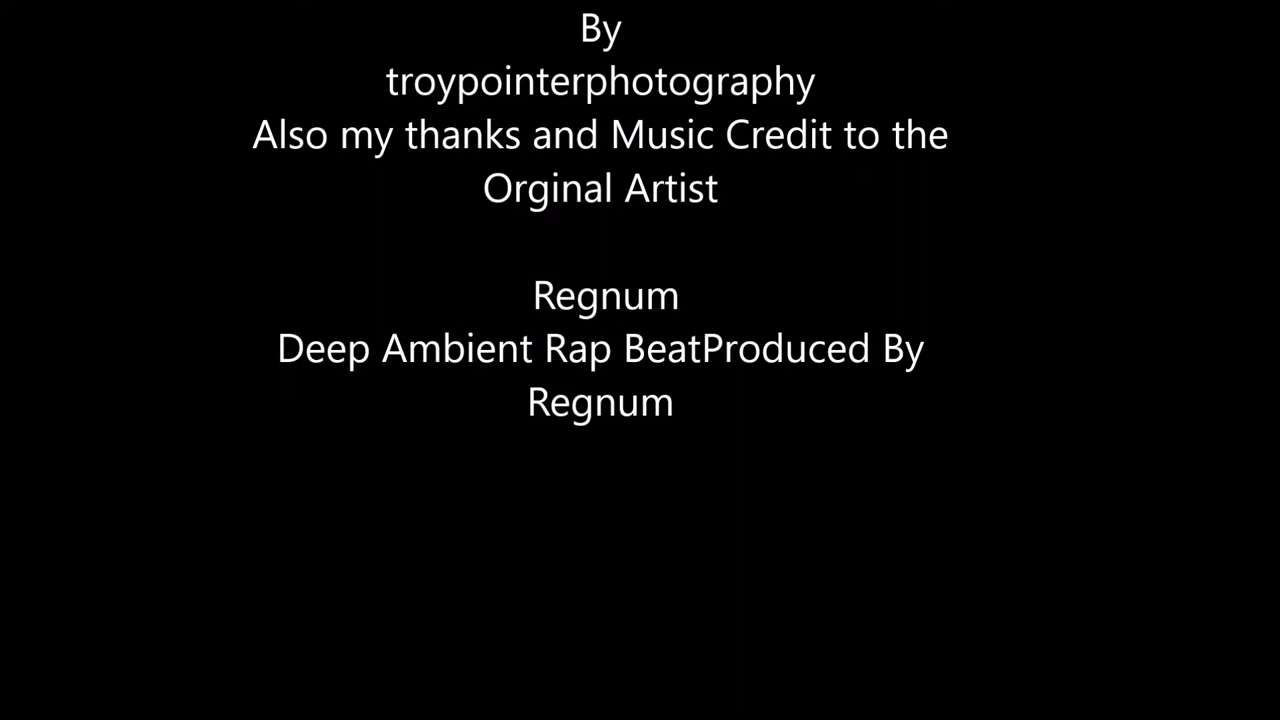 By
troypointerphotography
Also my thanks and Music Credit to the
Orginal Artist
Regnum
Deep Ambient Rap BeatProduced By
Regnum